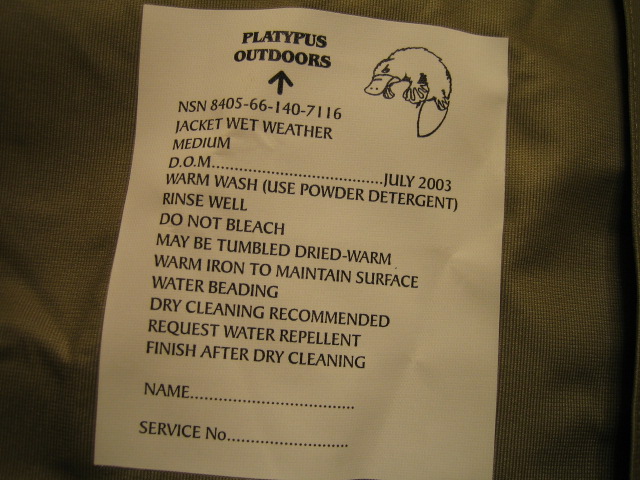 PLATYPUS
OUTDOORS
NSN 8405-66-140-7116
JACKET WET WEATHER
MEDIUM
D.O.M..................................JULY 2003
WARM WASH (USE POWDER DETERGENT)
RINSE WELL
DO NOT BLEACH
MAY BE TUMBLED DRIED-WARM
WARM IRON TO MAINTAIN SURFACE
WATER BEADING
DRY CLEANING RECOMMENDED
REQUEST WATER REPELLENT
FINISH AFTER DRY CLEANING
NAME..................................
SERVICE No.........................